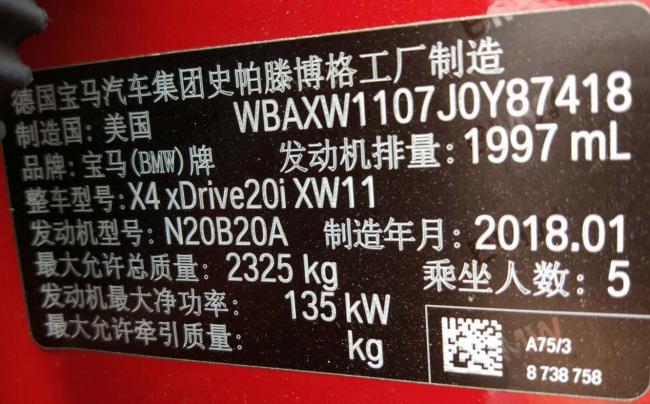 德国宝马汽车集团史帕滕博格工厂制造
制造国:美国 WBAXW1107J0Y87418
品牌:宝马(BMW)牌 发动机排量:1997 mL
整车型号:X4 xDrive20i XW11
发动机型号:N20B20A 制造年月:2018.01
最大允许总质量:2325 kg 乘坐人数:5
发动机最大净功率: 135 kW
最大允许牵引质量: kg
A75/3
8 738 758